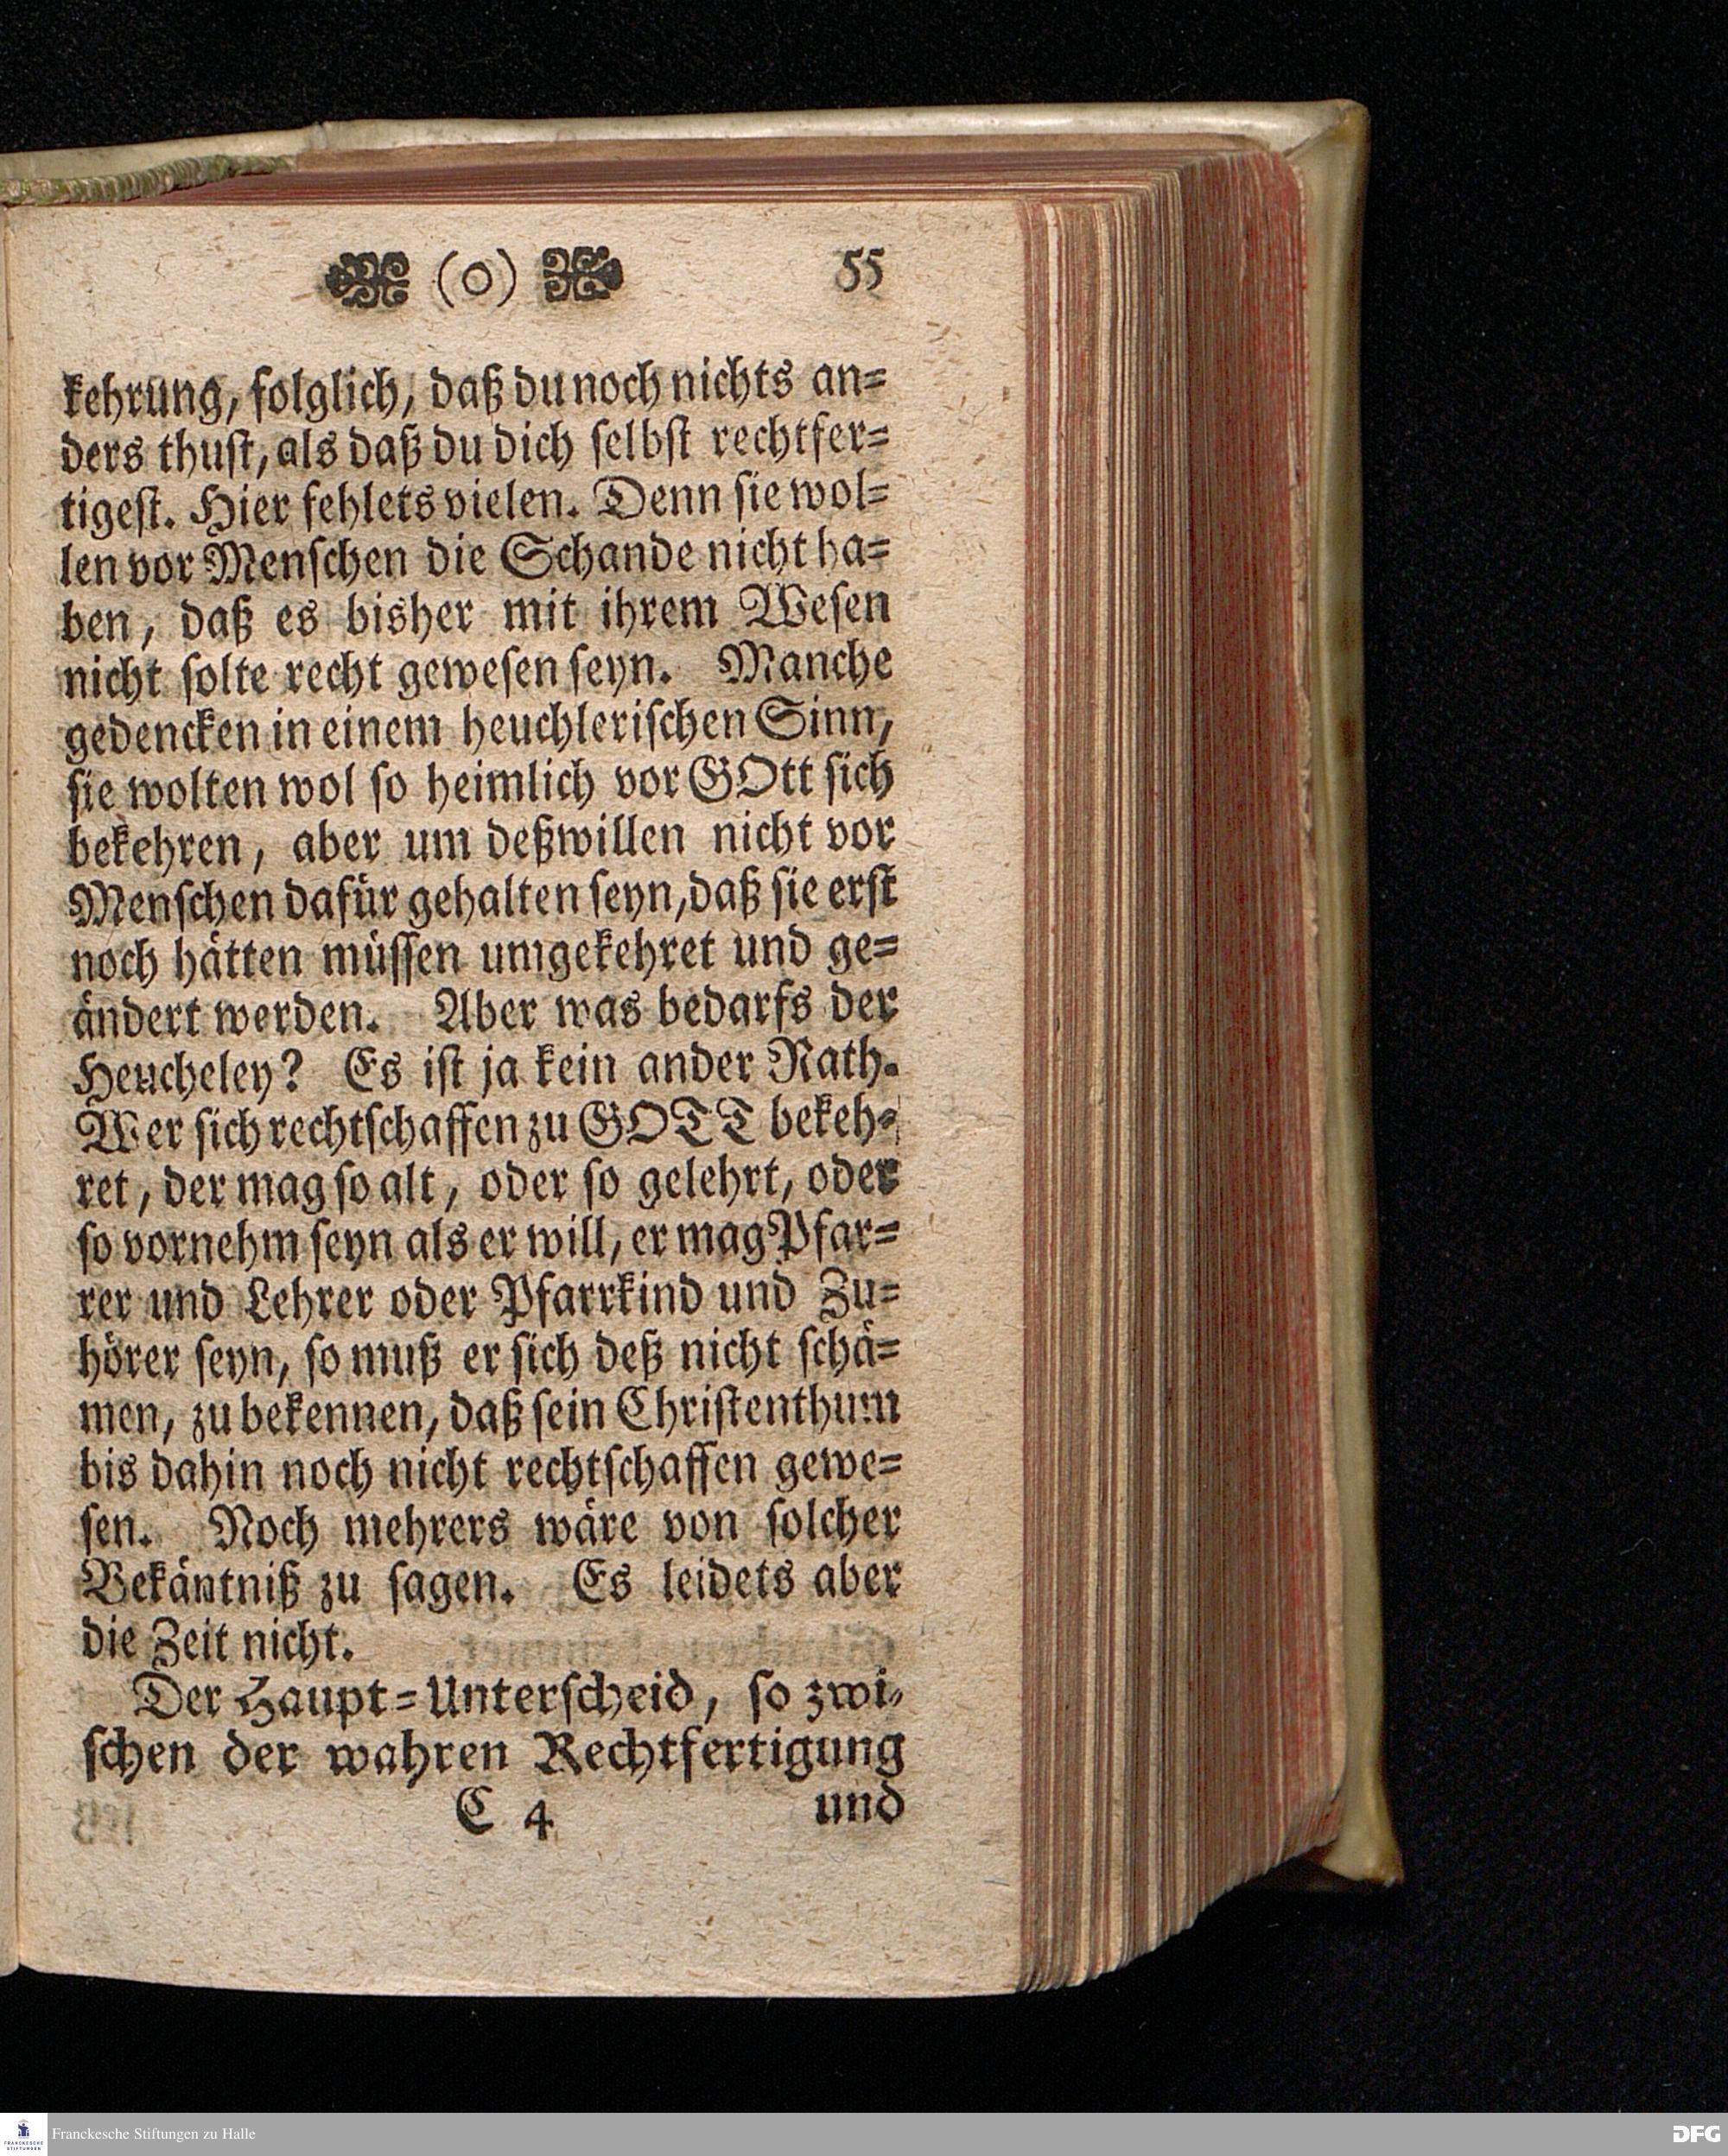 (o) 55
kehrung, folglich, daß du noch nichts an=
ders thuſt, als daß du dich ſelbſt rechtfer=
tigeſt. Hier fehlets vielen. Denn ſie wol=
len vor Menſchen die Schande nicht ha=
ben, daß es bisher mit ihrem Weſen
nicht ſolte recht geweſen ſeyn. Manche
gedencken in einem heuchleriſchen Sinn,
ſie wolten wol ſo heimlich vor GOtt ſich
bekehren, aber um deßwillen nicht vor
Menſchen dafür gehalten ſeyn, daß ſie erſt
noch hätten müſſen umgekehret und ge=
ändert werden. Aber was bedarfs der
Heucheley? Es iſt ja kein ander Rath.
Wer ſich rechtſchaffen zu GOTT bekeh=
ret, der mag ſo alt, oder ſo gelehrt, oder
ſo vornehm ſeyn als er will, er mag Pfar=
rer und Lehrer oder Pfarrkind und Zu=
hörer ſeyn, ſo muß er ſich deß nicht ſchä=
men, zu bekennen, daß ſein Chriſtenthum
bis dahin noch nicht rechtſchaffen gewe=
ſen. Noch mehrers wäre von ſolcher
Bekäntniß zu ſagen. Es leidets aber
die Zeit nicht.
Der Haupt=Unterſcheid, ſo zwi=
ſchen der wahren Rechtfertigung
C 4 und
FRANCKESCHE STIFTUNGEN
Franckesche Stiftungen zu Halle
DFG